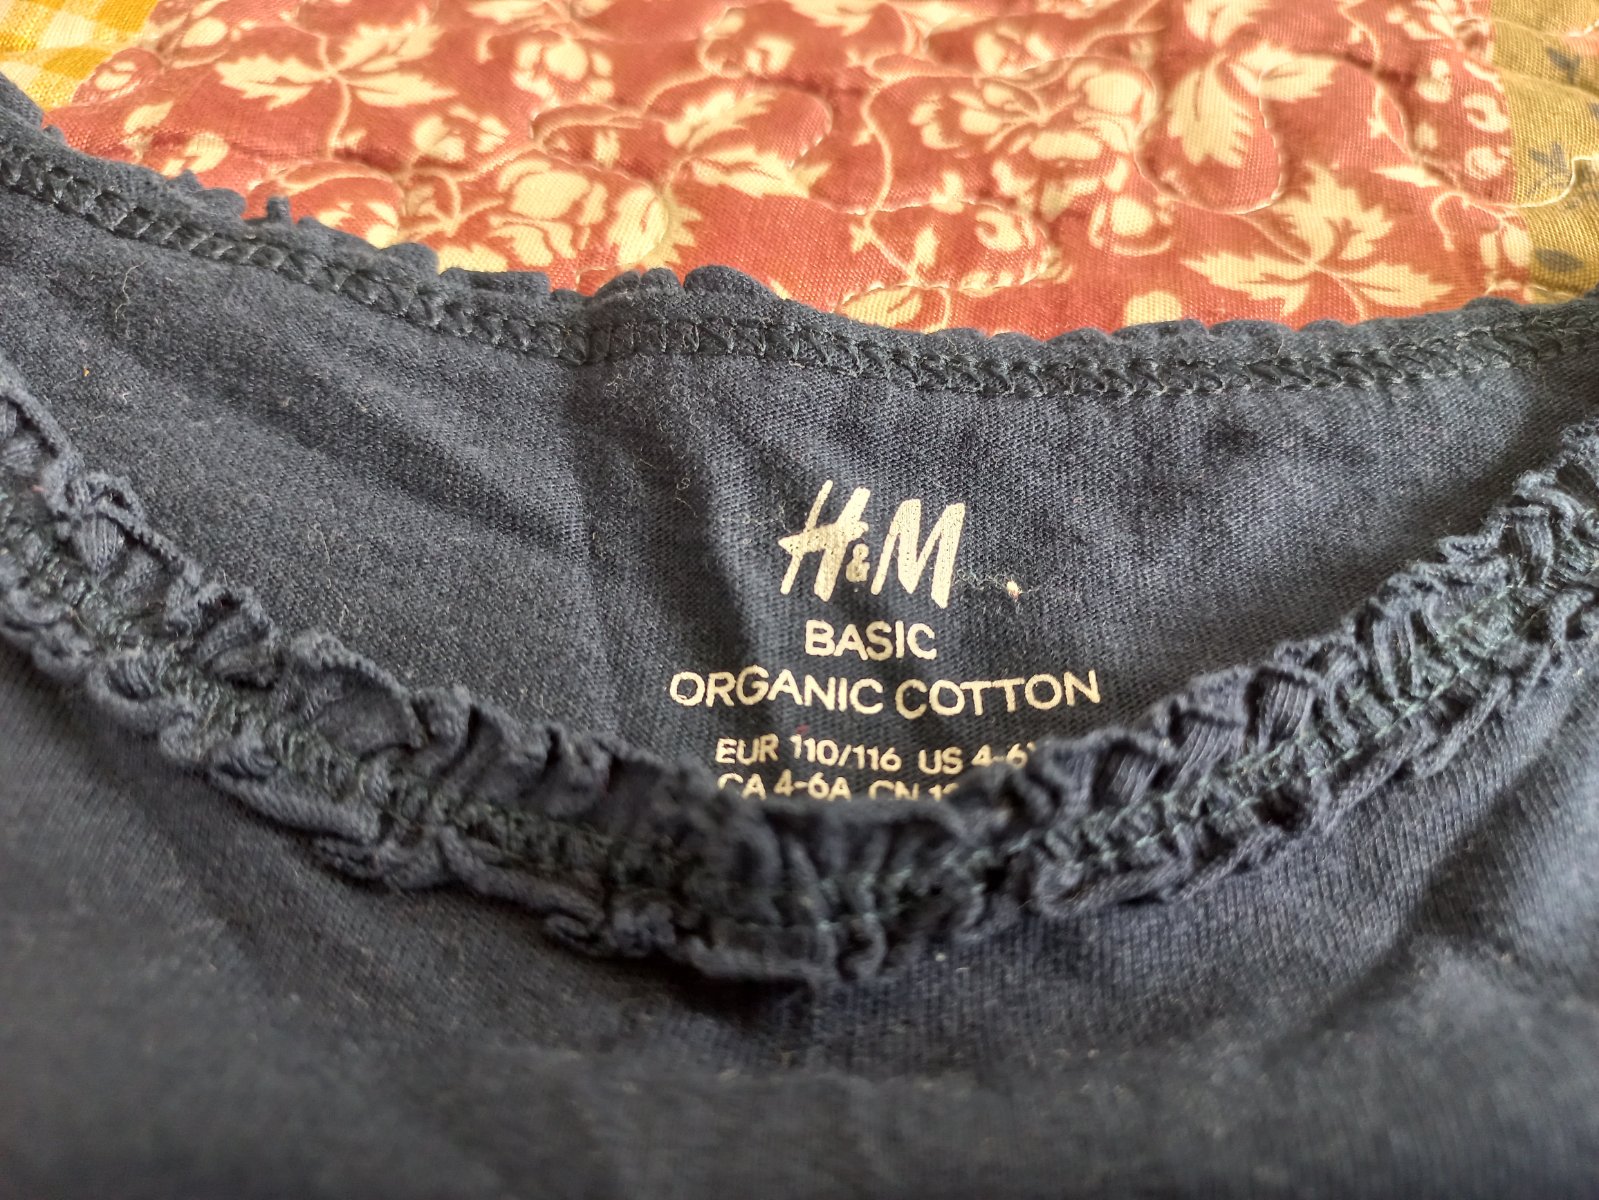 H&M
BASIC
ORGANIC COTTON
EUR 110/116 US 4-6
CA 4-6A CN